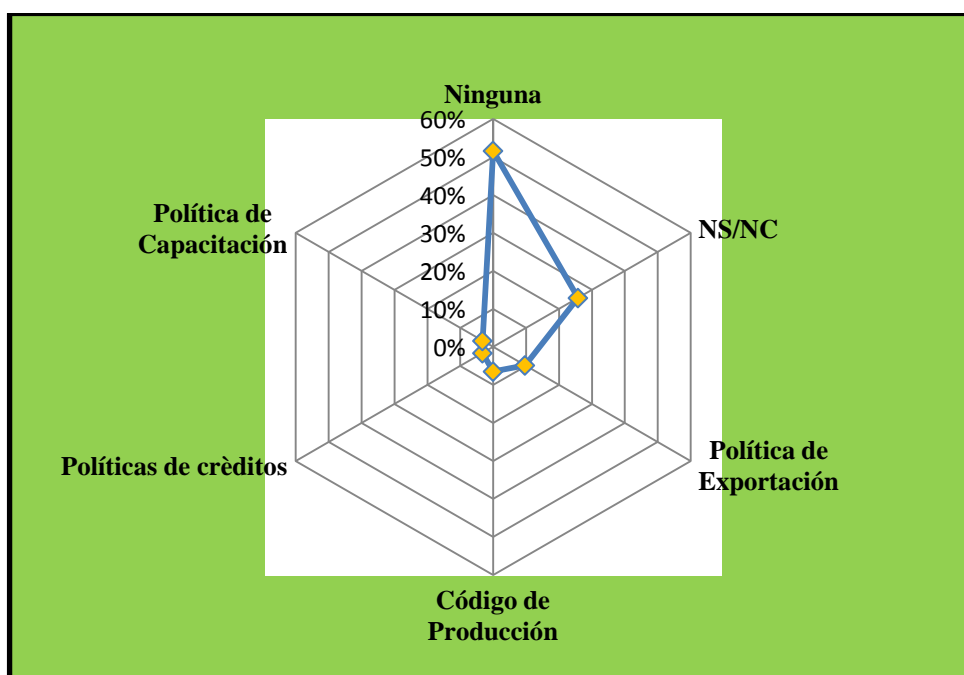 Ninguna
60%
50%
40%
30%
20%
10%
0%
NS/NC
Política de
Exportación
Código de
Producción
Políticas de crèditos
Política de
Capacitación